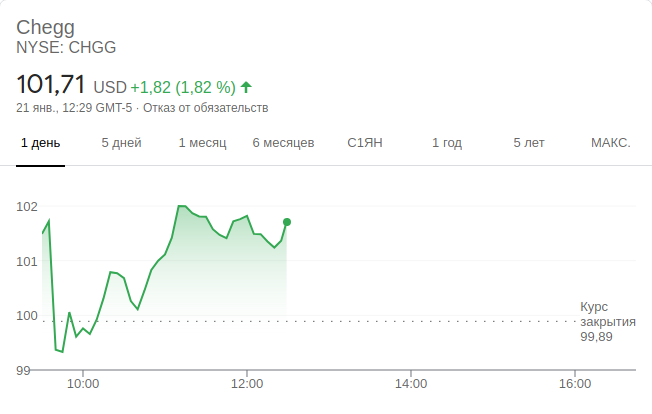 Chegg
NYSE: CHGG
101,71 USD +1,82 (1,82 %)
21 янв., 12:29 GMT-5 · Отказ от обязательств
1 день 5 дней 1 месяц 6 месяцев С1ЯН 1 год 5 лет МАКС.
102
101
100
99
Курс
закрытия
99,89
10:00 12:00 14:00 16:00